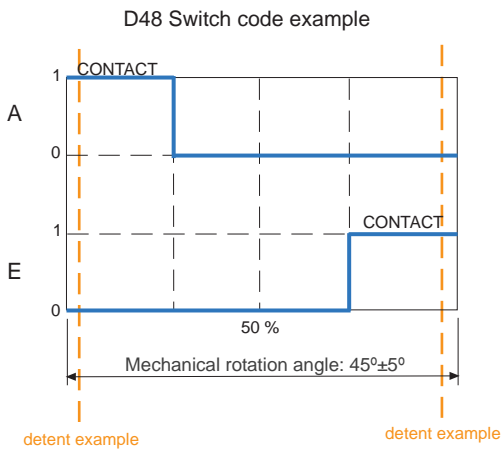 D48 Switch code example
1
CONTACT
A
0
1
CONTACT
E
0
50 %
Mechanical rotation angle: 45º±5º
detent example
detent example